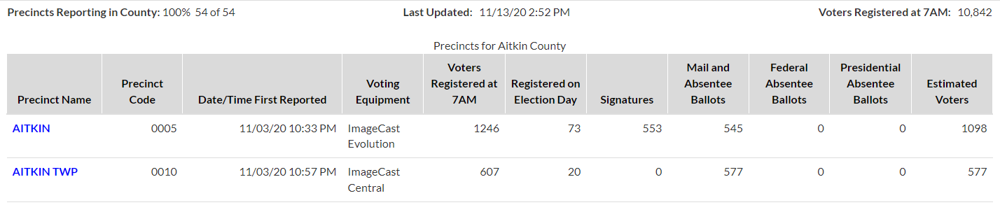 Precincts Reporting in County: 100% 54 of 54 Last Updated: 11/13/20 2:52 PM Voters Registered at 7AM: 10,842
Precincts for Aitkin County
Precinct Name Precinct Code Date/Time First Reported Voting Equipment Voters Registered at 7AM Registered on Election Day Signatures Mail and Absentee Ballots Federal Absentee Ballots Presidential Absentee Ballots Estimated Voters
AITKIN 0005 11/03/20 10:33 PM ImageCast Evolution 1246 73 553 545 0 0 1098
AITKIN TWP 0010 11/03/20 10:57 PM ImageCast Central 607 20 0 577 0 0 577